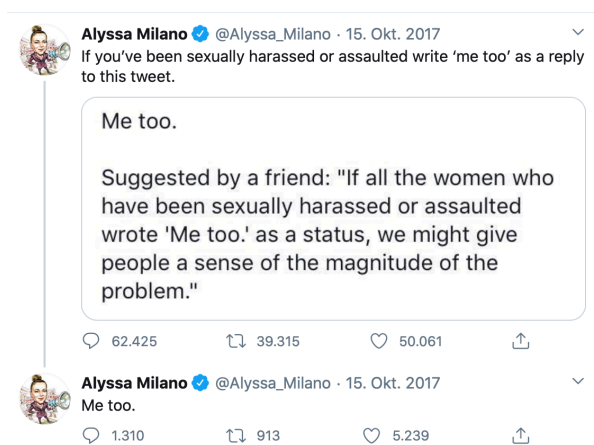 Alyssa Milano @Alyssa_Milano · 15. Okt. 2017
If you’ve been sexually harassed or assaulted write ‘me too’ as a reply
to this tweet.
Me too.
Suggested by a friend: "If all the women who
have been sexually harassed or assaulted
wrote 'Me too.' as a status, we might give
people a sense of the magnitude of the
problem."
62.425 39.315 50.061
Alyssa Milano @Alyssa_Milano · 15. Okt. 2017
Me too.
1.310 913 5.239